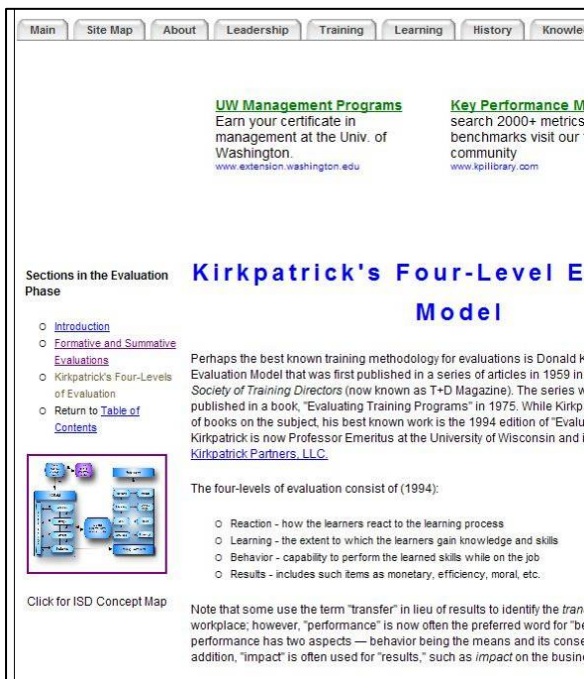 Main
Site Map
About
Leadership
Training
Learning
History
Knowle
UW Management Programs
Earn your certificate in
management at the Univ. of
Washington.
www.extension.washington.edu
Key Performance M
search 2000+ metrics
benchmarks visit our
community
www.kpilibrary.com
Sections in the Evaluation
Phase
Introduction
Formative and Summative
Evaluations
Kirkpatrick's Four-Levels
of Evaluation
Return to Table of
Contents
Click for ISD Concept Map
Kirkpatrick's Four-Level E
Model
Perhaps the best known training methodology for evaluations is Donald K
Evaluation Model that was first published in a series of articles in 1959 in
Society of Training Directors (now known as T+D Magazine). The series w
published in a book, "Evaluating Training Programs" in 1975. While Kirkp
of books on the subject, his best known work is the 1994 edition of "Evalu
Kirkpatrick is now Professor Emeritus at the University of Wisconsin and i
Kirkpatrick Partners, LLC.
The four-levels of evaluation consist of (1994):
Reaction - how the learners react to the learning process
Learning - the extent to which the learners gain knowledge and skills
Behavior - capability to perform the learned skills while on the job
Results - includes such items as monetary, efficiency, moral, etc.
Note that some use the term "transfer" in lieu of results to identify the tran
workplace; however, "performance" is now often the preferred word for "be
performance has two aspects — behavior being the means and its conse
addition, "impact" is often used for "results," such as impact on the busin